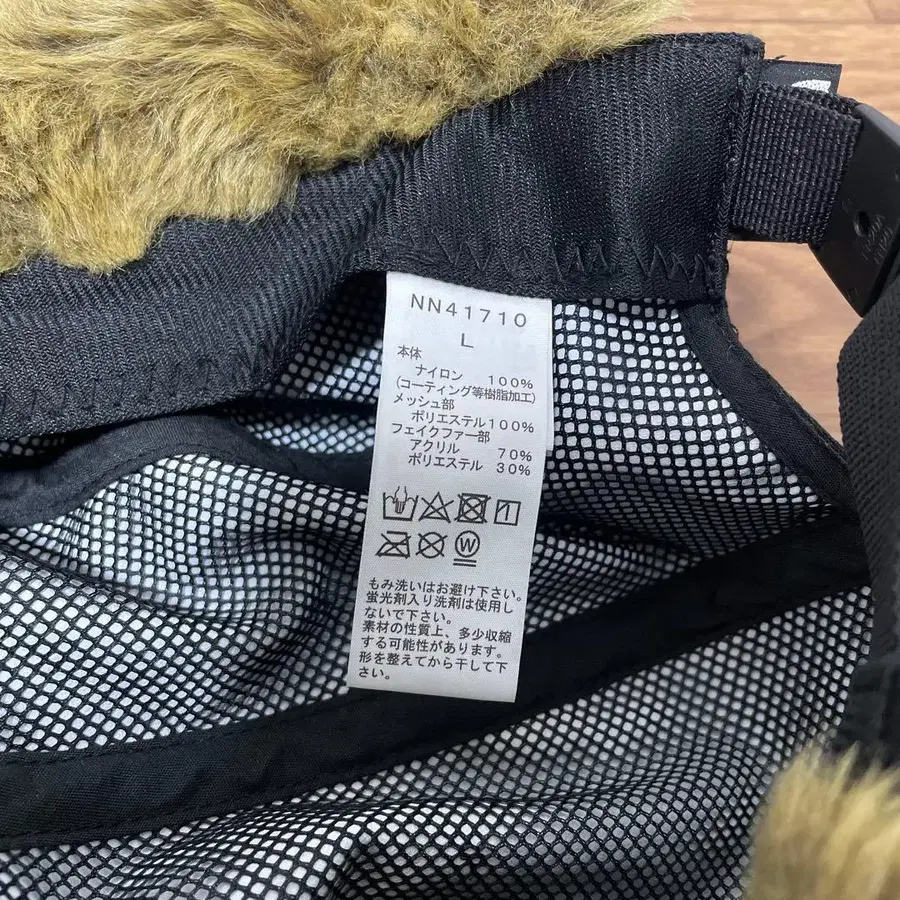 NN41710
L
本体
ナイロン 100%
(コーティング等樹脂加工)
メッシュ部
ポリエステル100%
フェイクファー部
アクリル 70%
ポリエステル 30%
W
もみ洗いはお避け下さい。
蛍光剤入り洗剤は使用し
ないで下さい。
素材の性質上、多少収縮
する可能性があります。
形を整えてから干して下
さい。